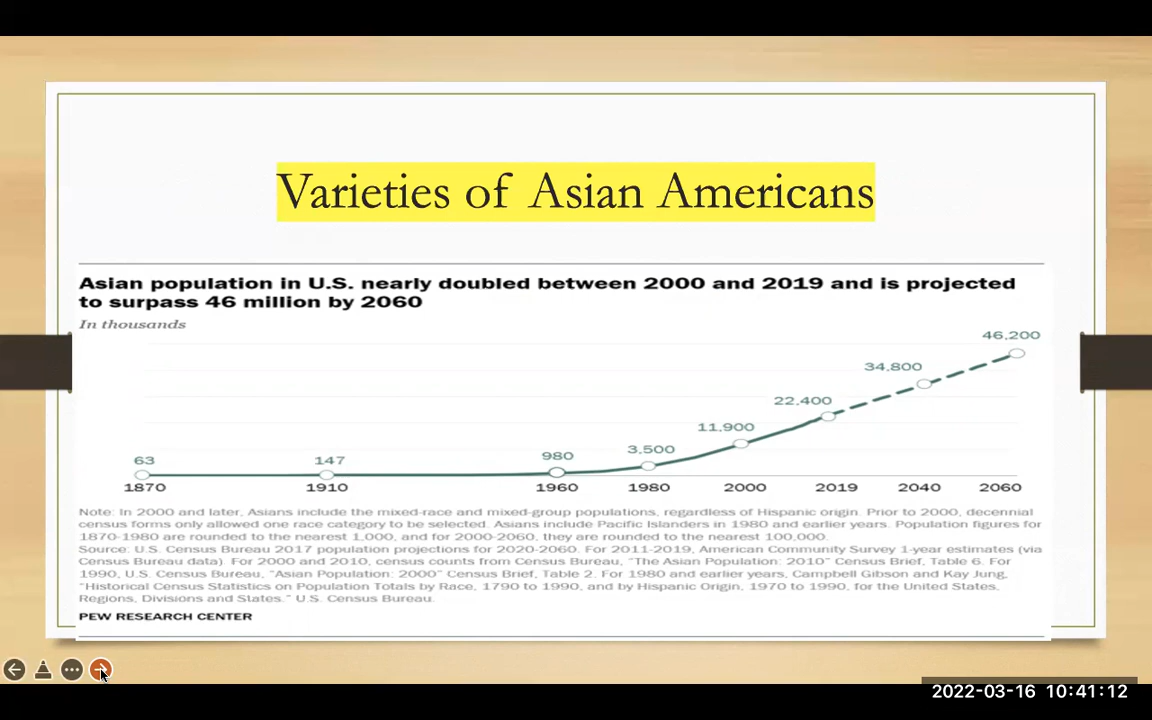 Varieties of Asian Americans
Asian population in U.S. nearly doubled between 2000 and 2019 and is projected
to surpass 46 million by 2060
In thousands
46,200
34,800
22,400
11,900
3,500
980
147
63
1870 1910 1960 1980 2000 2019 2040 2060
Note: In 2000 and later, Asians include the mixed-race and mixed-group populations, regardless of Hispanic origin. Prior to 2000, decennial
census forms only allowed one race category to be selected. Asians include Pacific Islanders in 1980 and earlier years. Population figures for
1870-1980 are rounded to the nearest 1,000, and for 2000-2060, they are rounded to the nearest 100,000.
Source: U.S. Census Bureau 2017 population projections for 2020-2060. For 2011-2019, American Community Survey 1-year estimates (via
Census Bureau data). For 2000 and 2010, census counts from Census Bureau, "The Asian Population: 2010" Census Brief, Table 6. For
1990, U.S. Census Bureau, "Asian Population: 2000" Census Brief, Table 2. For 1980 and earlier years, Campbell Gibson and Kay Jung,
"Historical Census Statistics on Population Totals by Race, 1790 to 1990, and by Hispanic Origin, 1970 to 1990, for the United States,
Regions, Divisions and States." U.S. Census Bureau.
PEW RESEARCH CENTER
2022-03-16 10:41:12